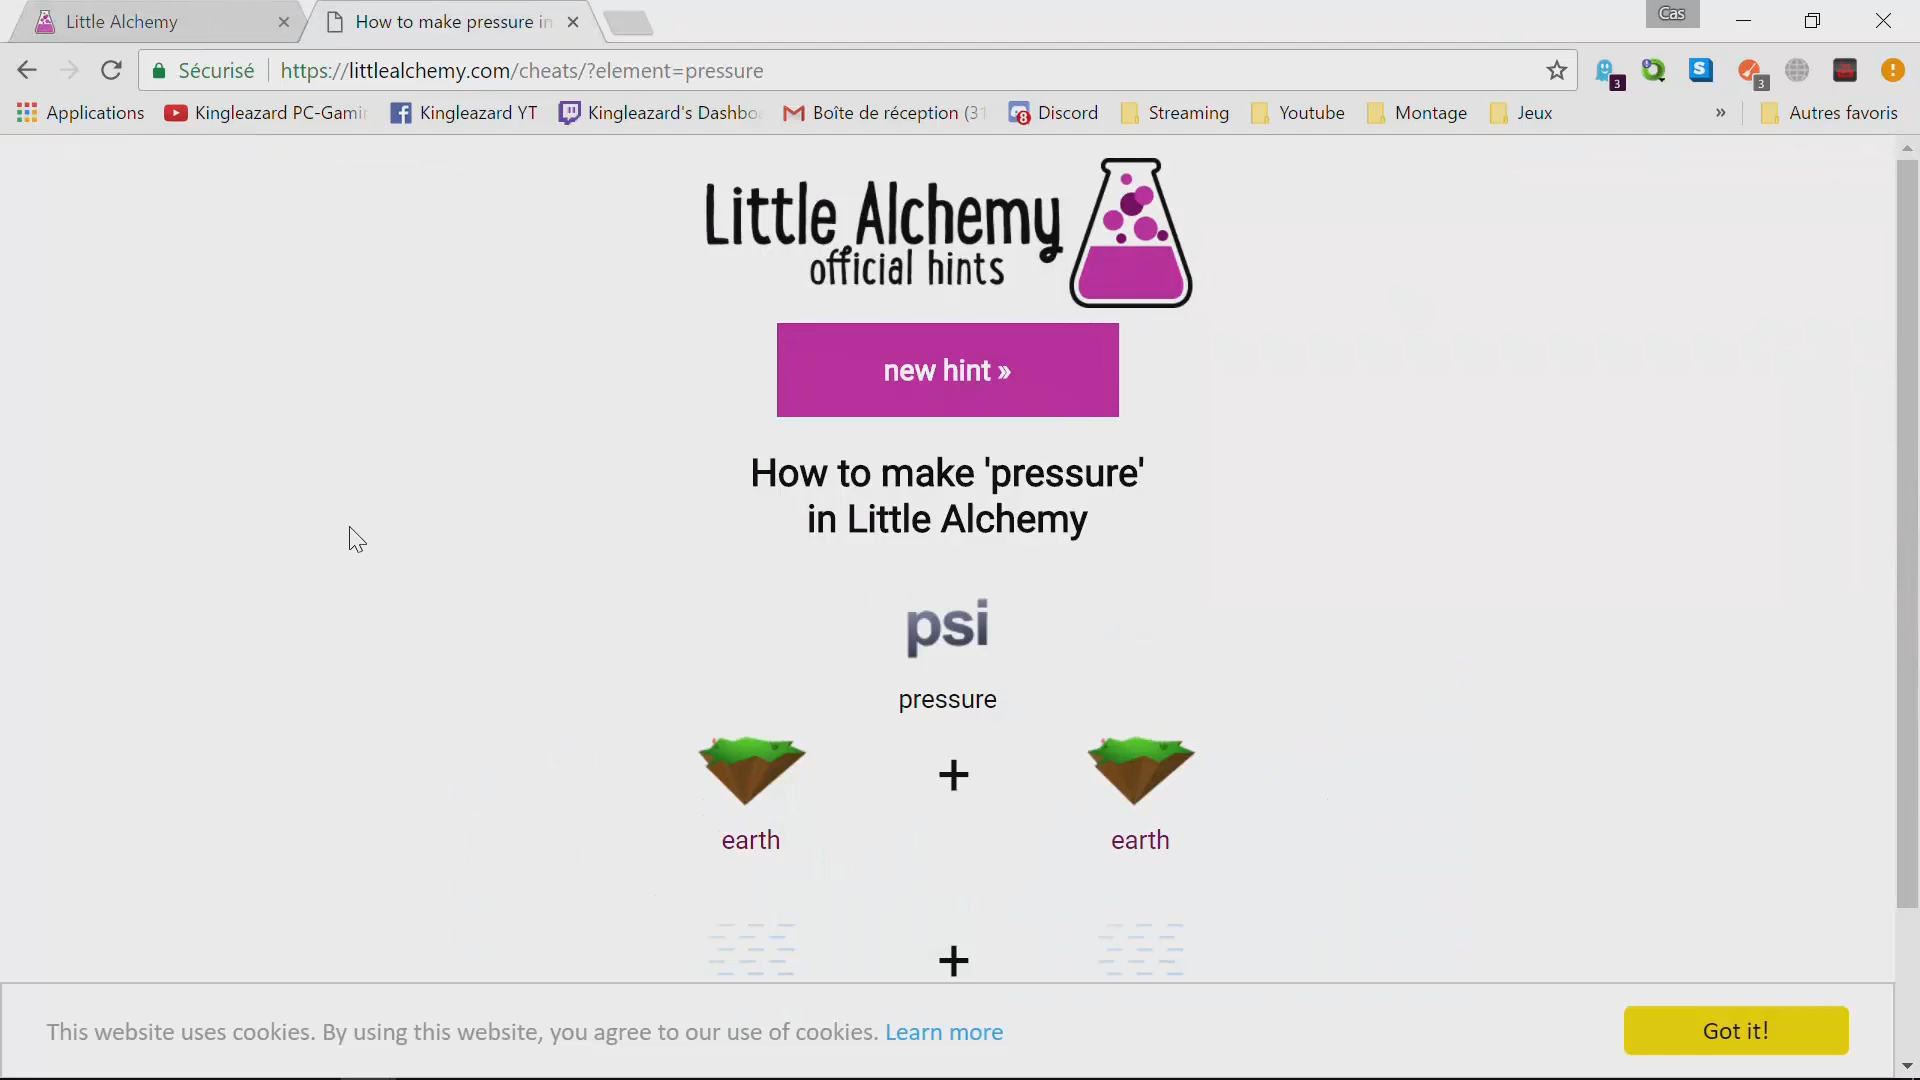 Little Alchemy
How to make pressure in
Cas
Sécurisé
https://littlealchemy.com/cheats/?element=pressure
3
3
Applications
Kingleazard PC-Gami
Kingleazard YT
Kingleazard's Dashbo
Boîte de réception (31
8
Discord
Streaming
Youtube
Montage
Jeux
»
Autres favoris
Little Alchemy
official hints
new hint »
How to make 'pressure'
in Little Alchemy
psi
pressure
+
earth
earth
+
This website uses cookies. By using this website, you agree to our use of cookies. Learn more
Got it!